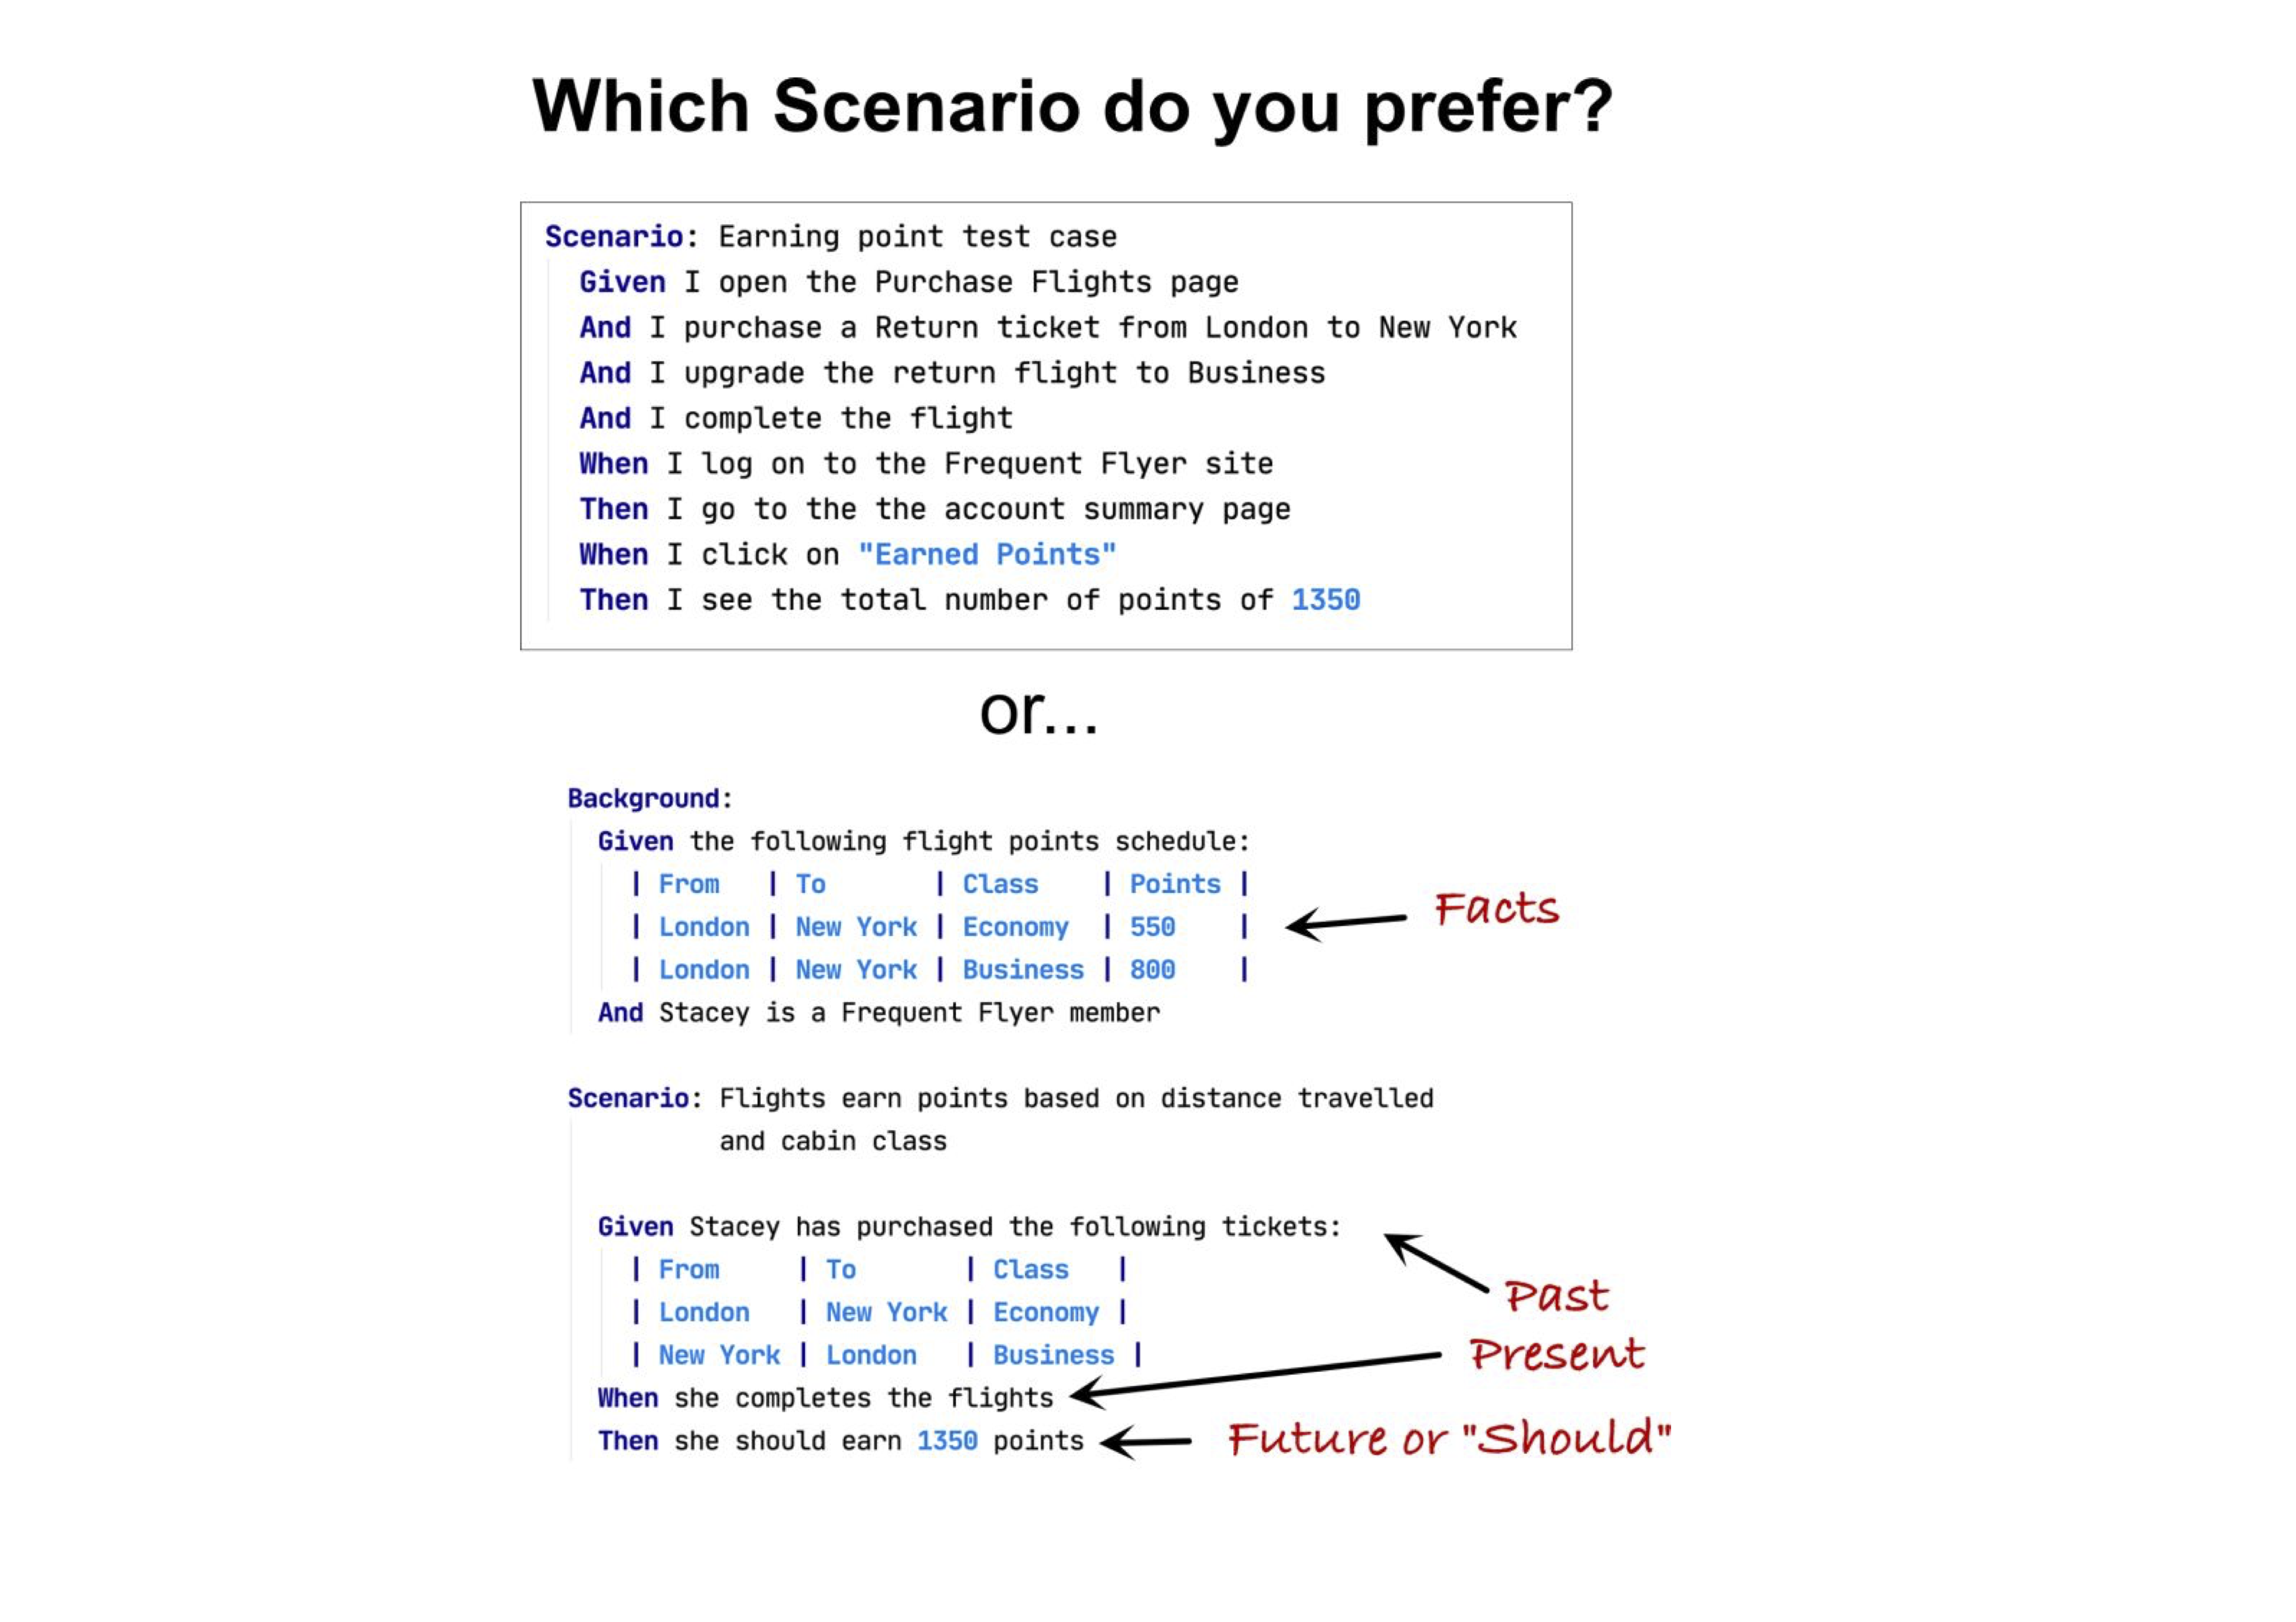 Which Scenario do you prefer?
Scenario: Earning point test case
Given I open the Purchase Flights page
And I purchase a Return ticket from London to New York
And I upgrade the return flight to Business
And I complete the flight
When I log on to the Frequent Flyer site
Then I go to the the account summary page
When I click on "Earned Points"
Then I see the total number of points of 1350
or...
Background:
Given the following flight points schedule:
| From | To | Class | Points |
| London | New York | Economy | 550 |
Facts
| London | New York | Business | 800 |
And Stacey is a Frequent Flyer member
Scenario: Flights earn points based on distance travelled
and cabin class
Given Stacey has purchased the following tickets:
| From | To | Class |
Past
| London | New York | Economy |
| New York | London | Business |
Present
When she completes the flights
Then she should earn 1350 points
Future or "Should"